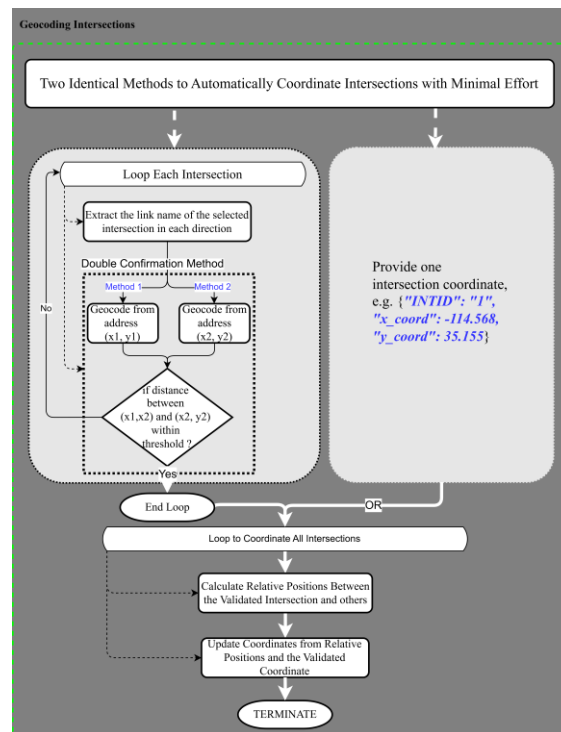 Geocoding Intersections
Two Identical Methods to Automatically Coordinate Intersections with Minimal Effort
Loop Each Intersection
Extract the link name of the selected
intersection in each direction
Double Confirmation Method
Method 1
Method 2
Geocode from
address
(x1, y1)
Geocode from
address
(x2, y2)
No
if distance
between
(x1,x2) and (x2, y2)
within
threshold ?
Yes
End Loop
Provide one
intersection coordinate,
e.g. {"INTID": "1",
"x_coord": -114.568,
"y_coord": 35.155}
OR
Loop to Coordinate All Intersections
Calculate Relative Positions Between
the Validated Intersection and others
Update Coordinates from Relative
Positions and the Validated
Coordinate
TERMINATE